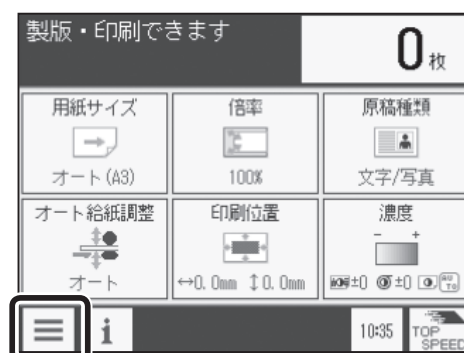 製版・印刷できます
0枚
用紙サイズ
オート(A3)
倍率
100%
原稿種類
文字/写真
オート給紙調整
オート
印刷位置
↔0.0mm ↕0.0mm
濃度
- +
±0 ±0 AUTO
i
10:35
TOP
SPEED